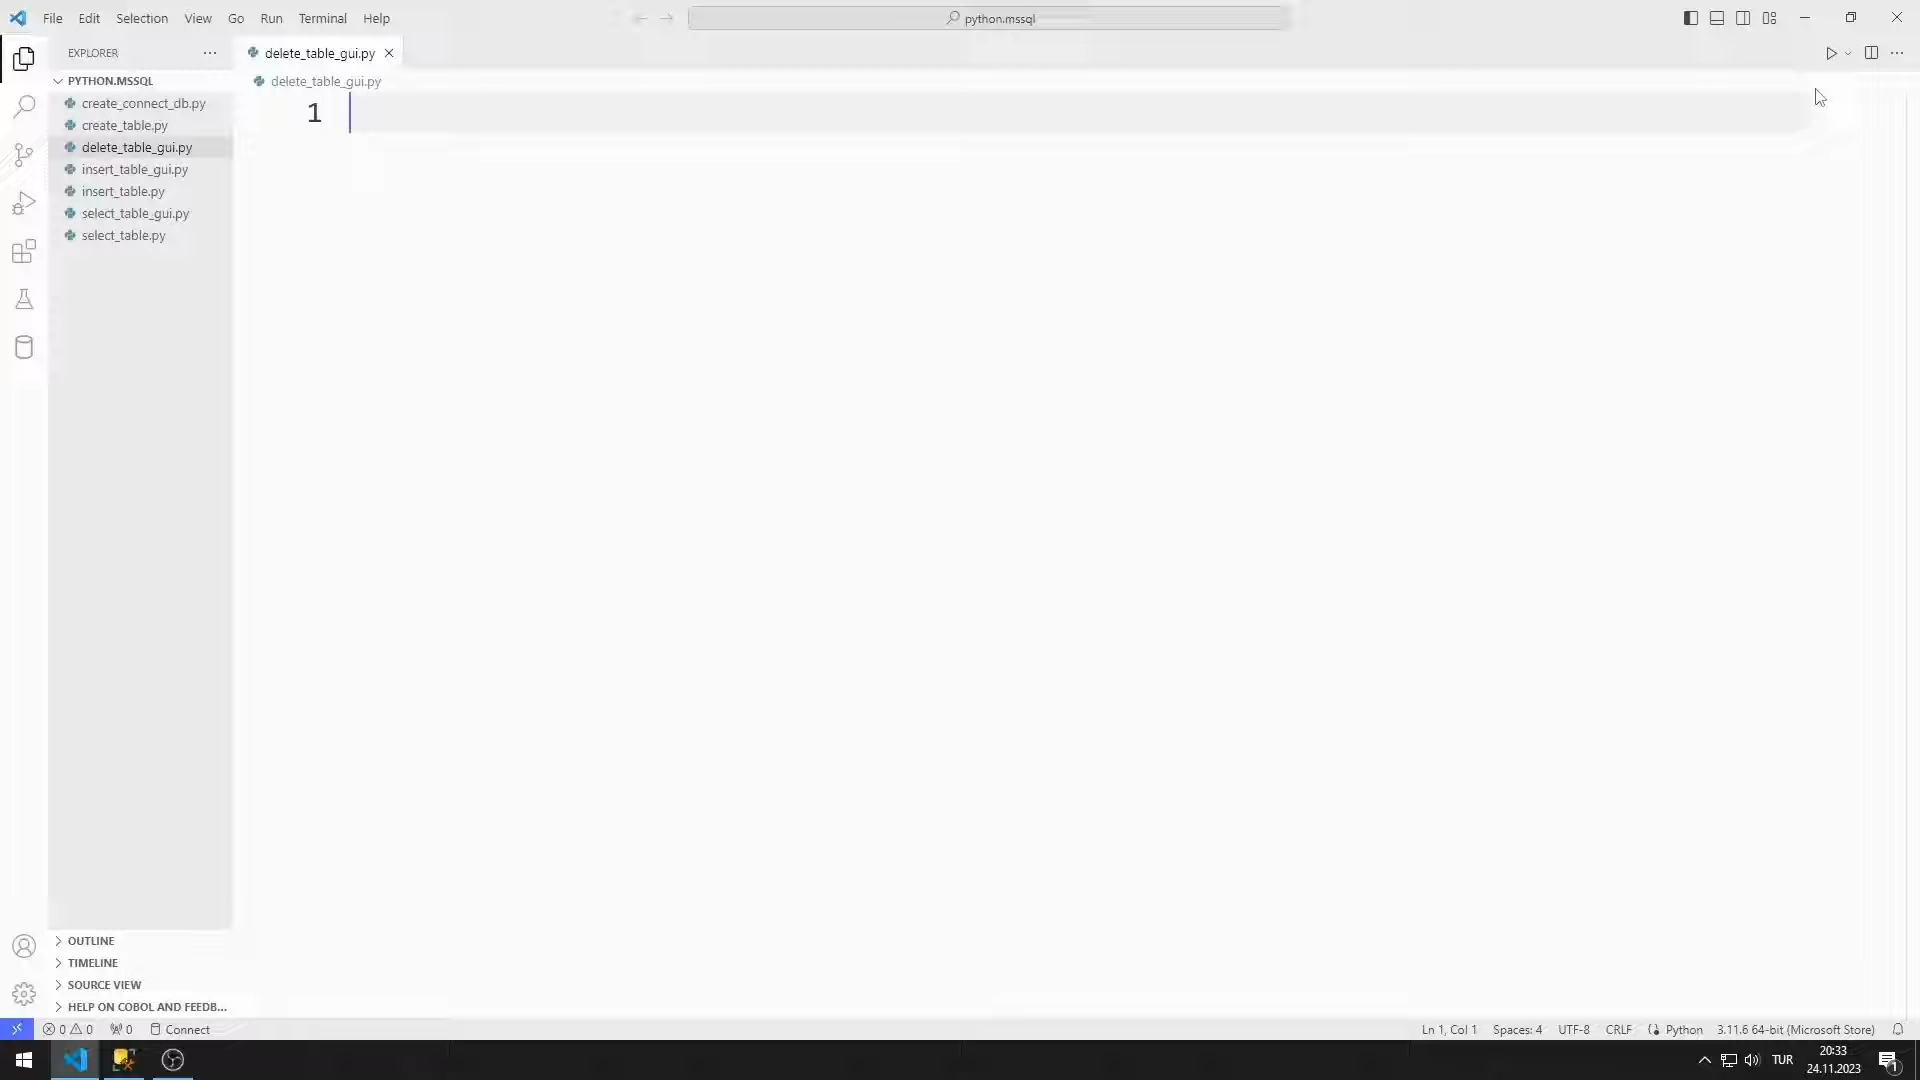 File Edit Selection View Go Run Terminal Help
python.mssql
EXPLORER
delete_table_gui.py
PYTHON.MSSQL
delete_table_gui.py
1
create_connect_db.py
create_table.py
delete_table_gui.py
insert_table_gui.py
insert_table.py
select_table_gui.py
select_table.py
OUTLINE
TIMELINE
SOURCE VIEW
HELP ON COBOL AND FEEDB...
0 0 0 Connect
Ln 1, Col 1 Spaces: 4 UTF-8 CRLF Python 3.11.6 64-bit (Microsoft Store)
TUR
20:33
24.11.2023
1